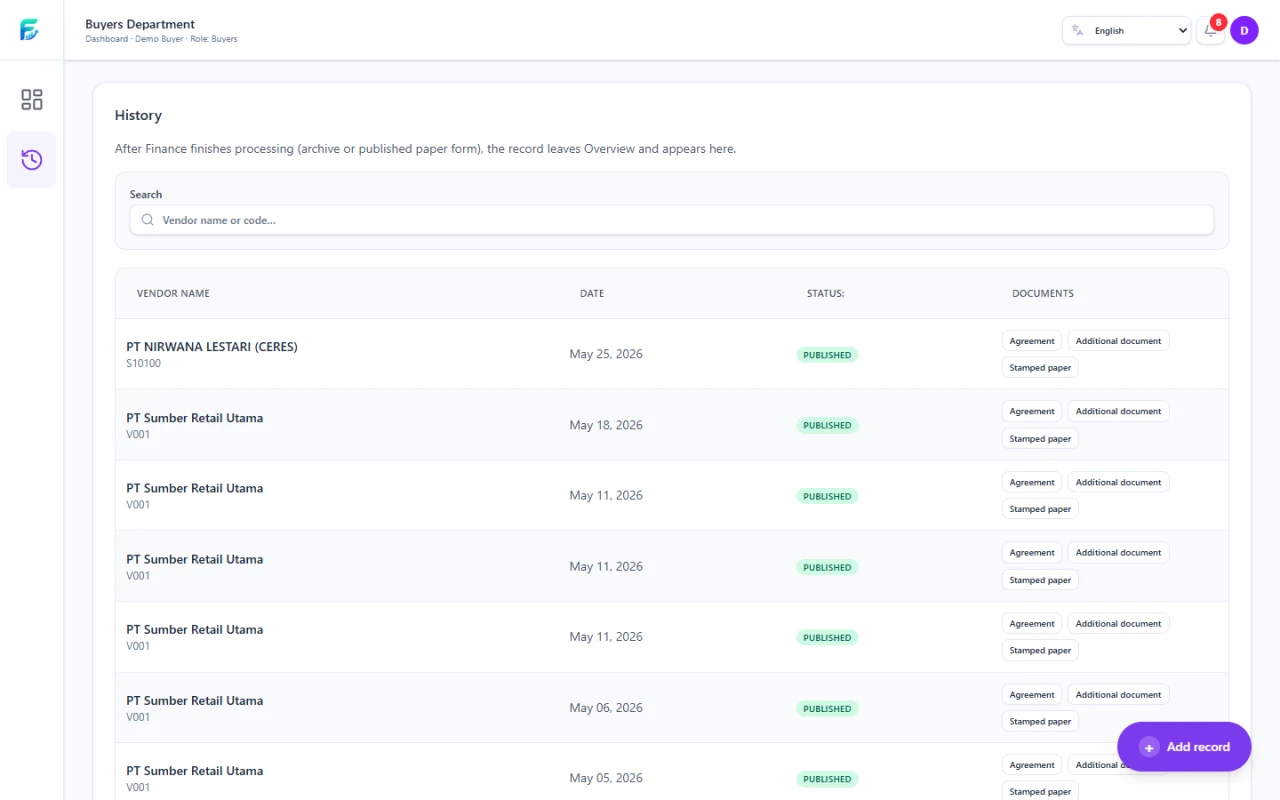 Buyers Department
Dashboard · Demo Buyer · Role: Buyers
English
8
D
History
After Finance finishes processing (archive or published paper form), the record leaves Overview and appears here.
Search
Vendor name or code...
VENDOR NAME DATE STATUS: DOCUMENTS
PT NIRWANA LESTARI (CERES)
S10100
May 25, 2026
PUBLISHED
Agreement Additional document
Stamped paper
PT Sumber Retail Utama
V001
May 18, 2026
PUBLISHED
Agreement Additional document
Stamped paper
PT Sumber Retail Utama
V001
May 11, 2026
PUBLISHED
Agreement Additional document
Stamped paper
PT Sumber Retail Utama
V001
May 11, 2026
PUBLISHED
Agreement Additional document
Stamped paper
PT Sumber Retail Utama
V001
May 11, 2026
PUBLISHED
Agreement Additional document
Stamped paper
PT Sumber Retail Utama
V001
May 06, 2026
PUBLISHED
Agreement Additional document
Stamped paper
PT Sumber Retail Utama
V001
May 05, 2026
PUBLISHED
Agreement Additional
Stamped paper
+ Add record